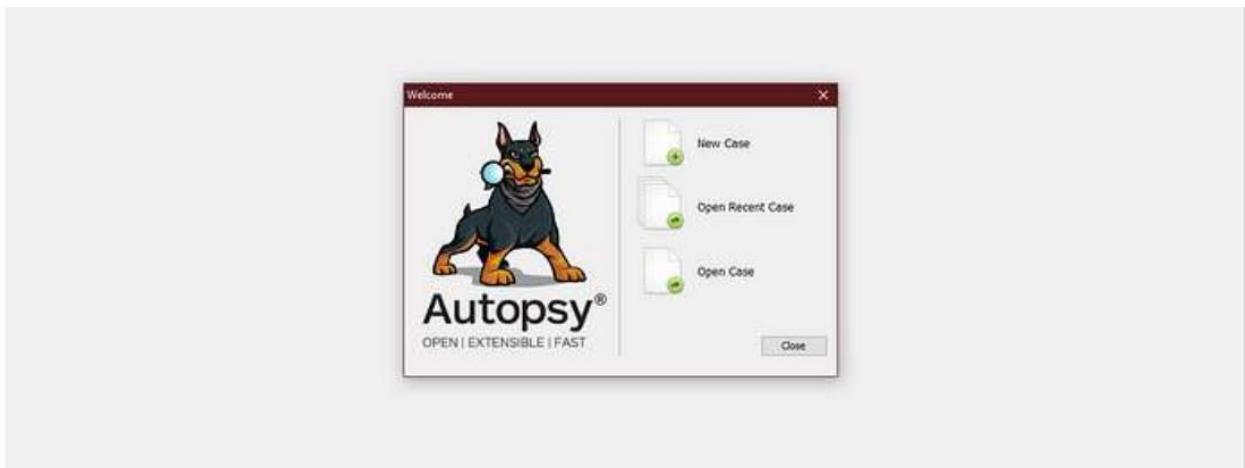 Welcome
New Case
Open Recent Case
Open Case
Autopsy®
OPEN | EXTENSIBLE | FAST
Close